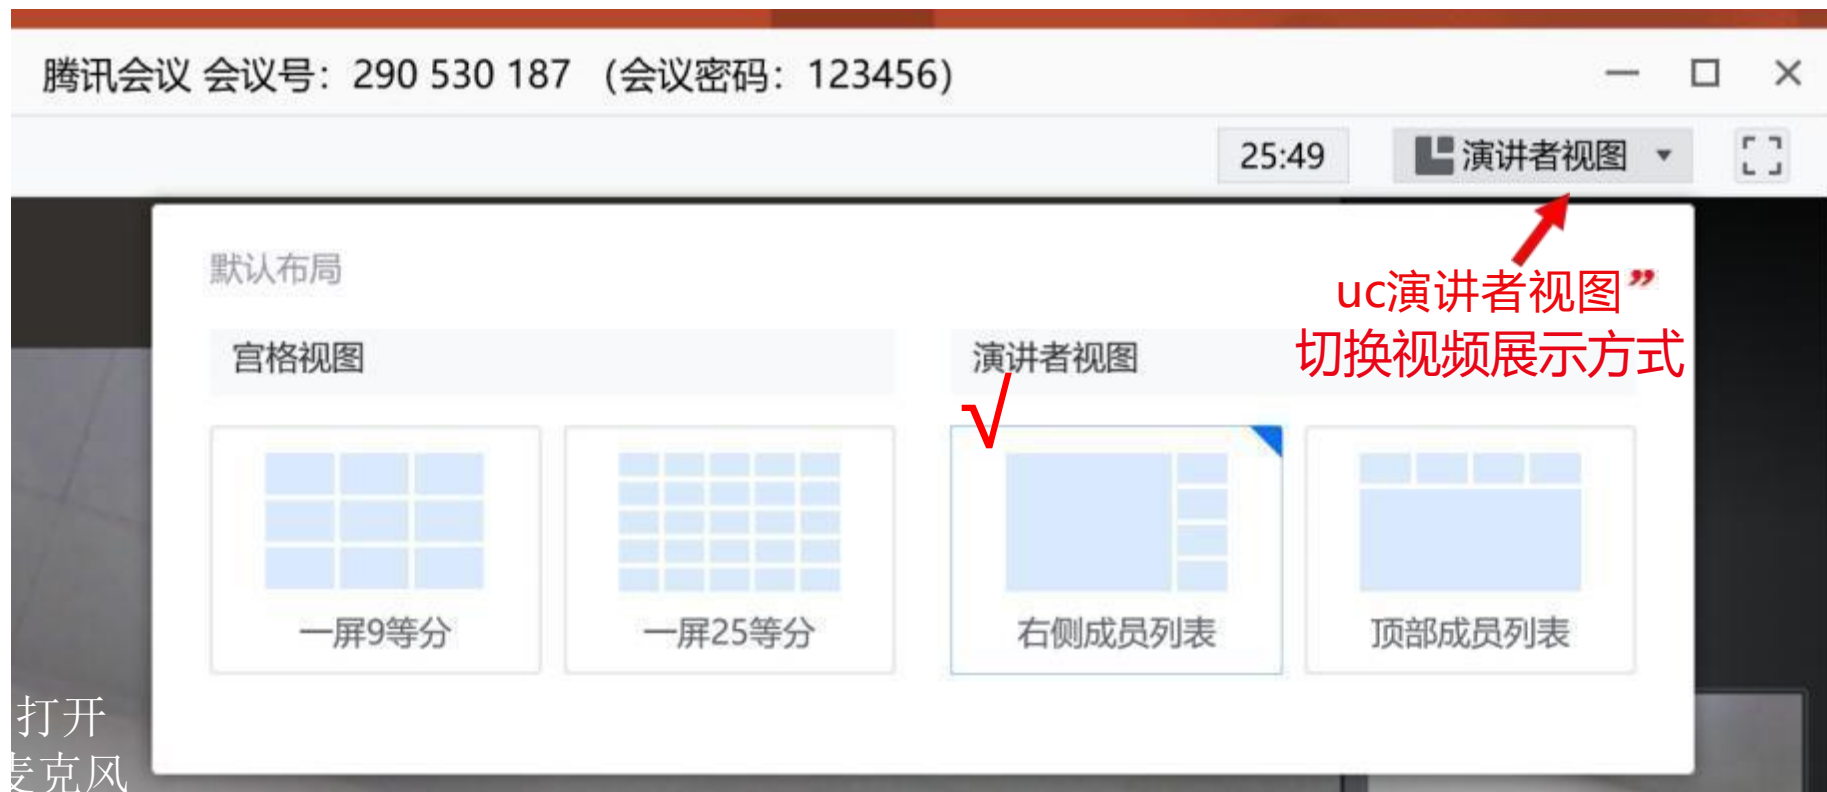 腾讯会议 会议号：290 530 187 （会议密码：123456）
25:49
演讲者视图
默认布局
uc演讲者视图”
切换视频展示方式
宫格视图
演讲者视图
√
一屏9等分
一屏25等分
右侧成员列表
顶部成员列表
打开
麦克风